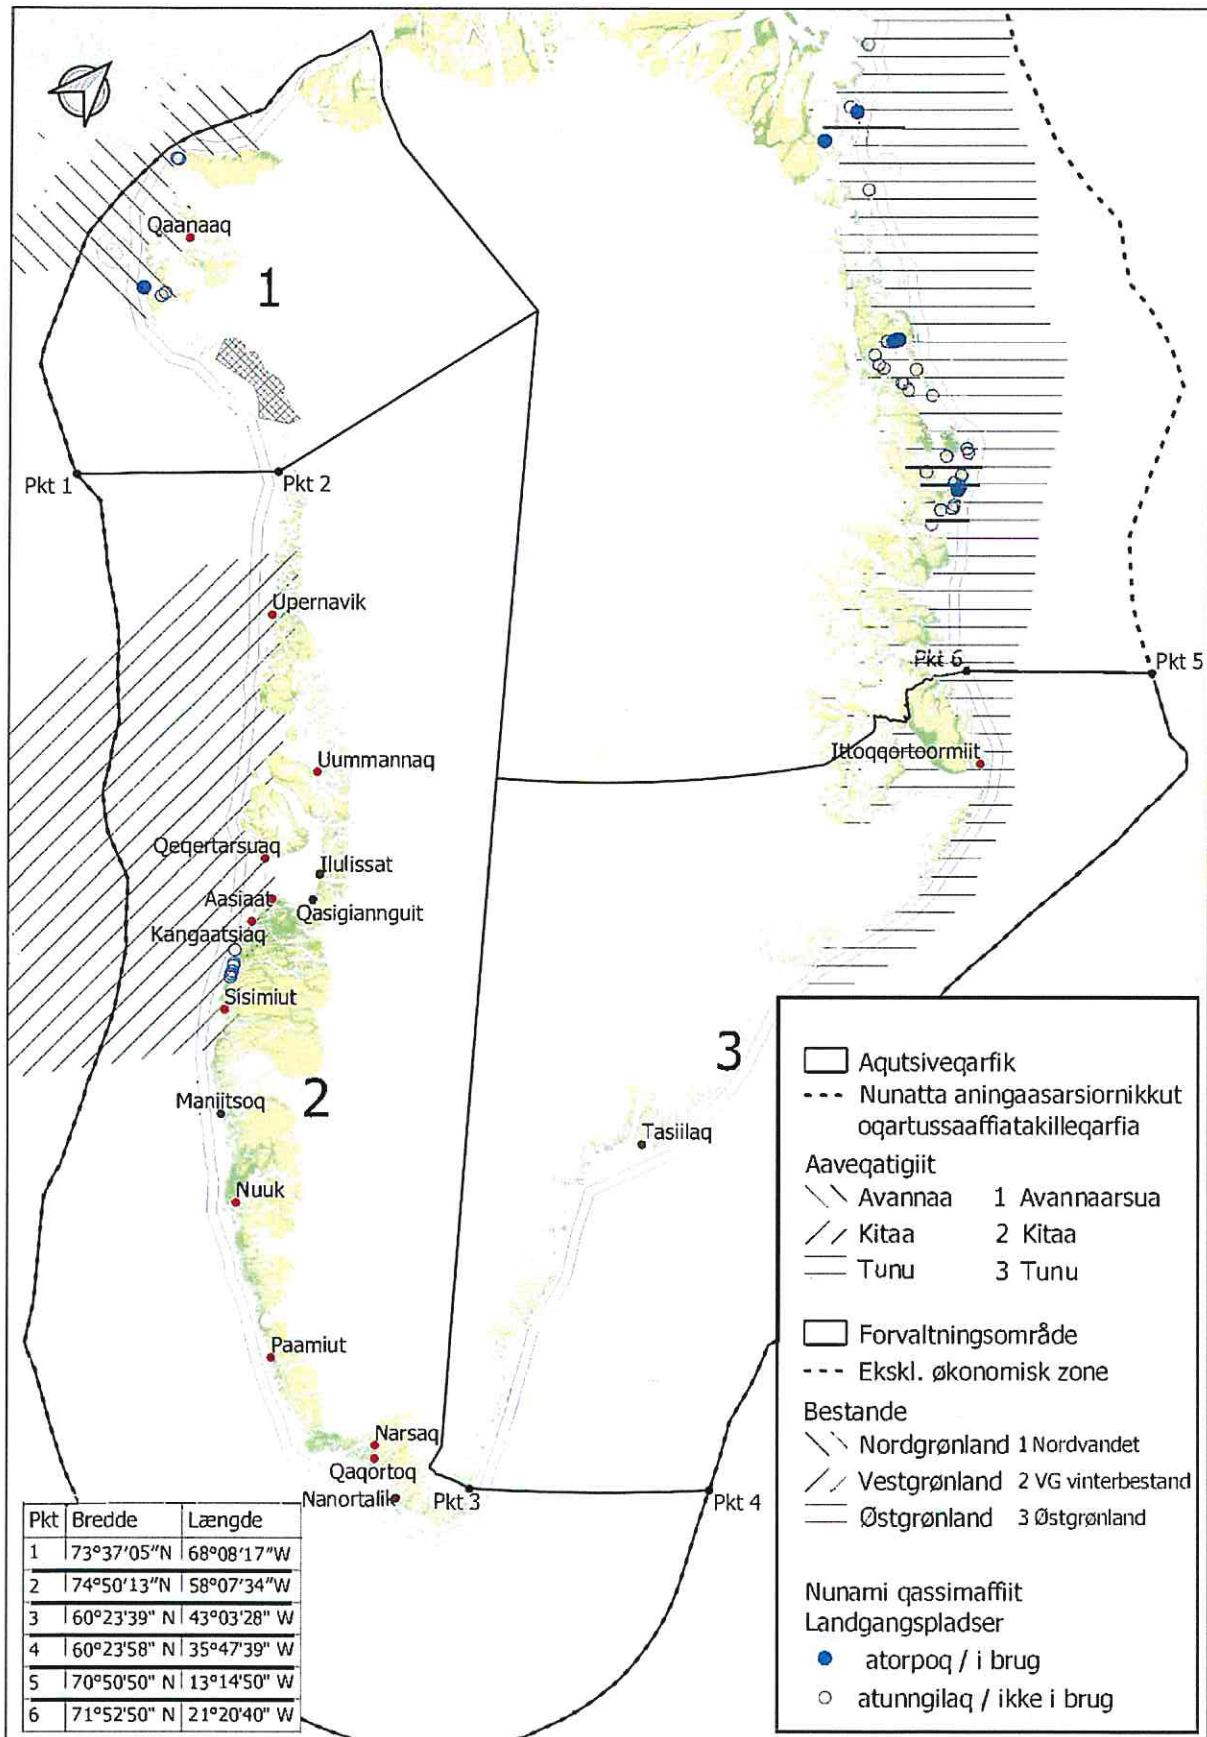 Qaanaaq
1
Pkt 1
Pkt 2
Upernavik
Pkt 6
Pkt 5
Uummannaq
Ittoqqortoormiit
Qeqertarsuaq
Ilulissat
Aasiaat
Qasigiannguit
Kangaatsiaq
Sisimiut
3
2
Maniitsoq
Tasiilaq
Nuuk
Paamiut
Narsaq
Qaqortoq
Nanortalik
Pkt 3
Pkt 4
Aqutsiveqarfik
Nunatta aningaasarsiornikkut
oqartussaaffiatakilleqarfia
Aaveqatigiit
Avannaa 1 Avannaarsua
Kitaa 2 Kitaa
Tunu 3 Tunu
Forvaltningsområde
Ekskl. økonomisk zone
Bestande
Nordgrønland 1 Nordvandet
Vestgrønland 2 VG vinterbestand
Østgrønland 3 Østgrønland
Nunami qassimaffiit
Landgangspladser
atorpoq / i brug
atunngilaq / ikke i brug
Pkt Bredde Længde
1 73°37'05"N 68°08'17"W
2 74°50'13"N 58°07'34"W
3 60°23'39" N 43°03'28" W
4 60°23'58" N 35°47'39" W
5 70°50'50" N 13°14'50" W
6 71°52'50" N 21°20'40" W